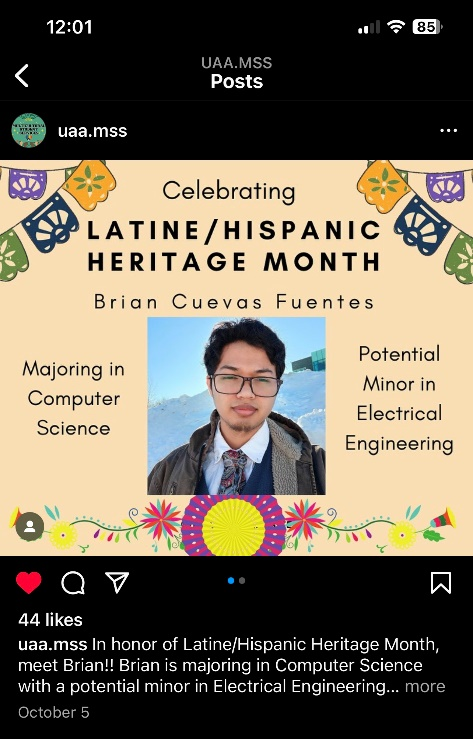 12:01
85
UAA.MSS
Posts
uaa.mss
Celebrating
LATINE/HISPANIC
HERITAGE MONTH
Brian Cuevas Fuentes
Majoring in
Computer
Science
Potential
Minor in
Electrical
Engineering
44 likes
uaa.mss In honor of Latine/Hispanic Heritage Month,
meet Brian!! Brian is majoring in Computer Science
with a potential minor in Electrical Engineering... more
October 5